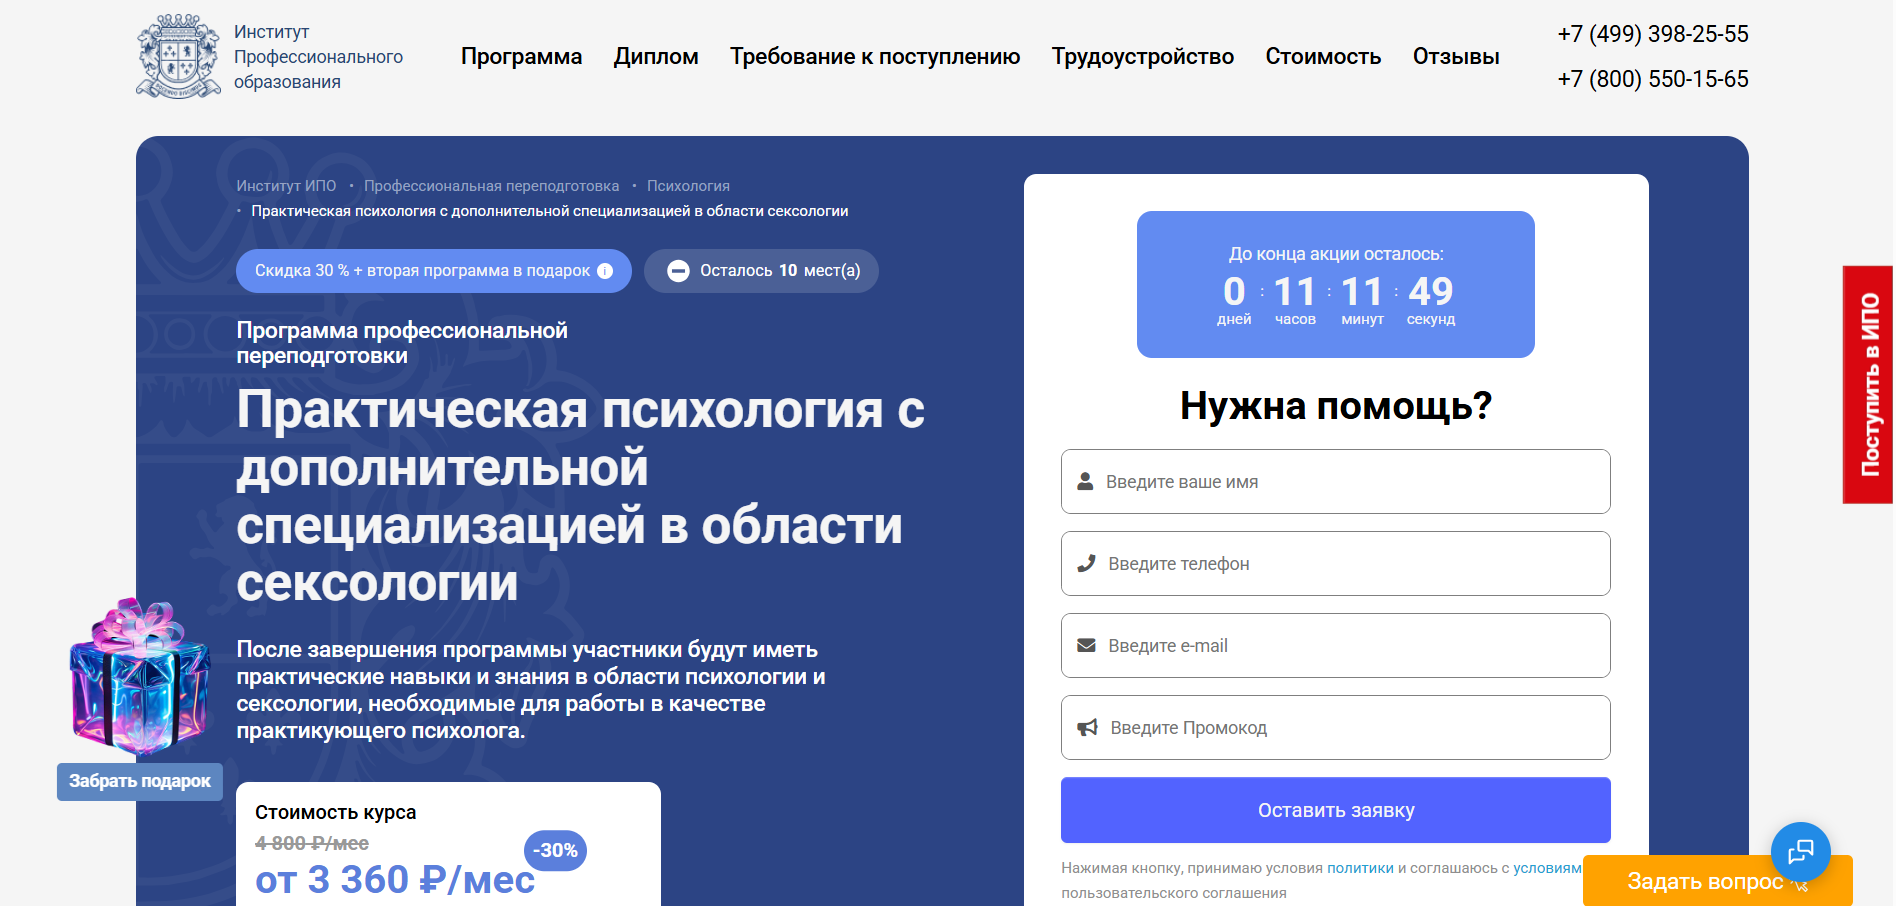 Институт
Профессионального
образования
Программа
Диплом
Требование к поступлению
Трудоустройство
Стоимость
Отзывы
+7 (499) 398-25-55
+7 (800) 550-15-65
Институт ИПО • Профессиональная переподготовка • Психология
• Практическая психология с дополнительной специализацией в области сексологии
Скидка 30 % + вторая программа в подарок i
Осталось 10 мест(а)
Программа профессиональной
переподготовки
Практическая психология с
дополнительной
специализацией в области
сексологии
После завершения программы участники будут иметь
практические навыки и знания в области психологии и
сексологии, необходимые для работы в качестве
практикующего психолога.
Забрать подарок
Стоимость курса
4 800 ₽/мес
-30%
от 3 360 ₽/мес
До конца акции осталось:
0 : 11 : 11 : 49
дней часов минут секунд
Нужна помощь?
Введите ваше имя
Введите телефон
Введите e-mail
Введите Промокод
Оставить заявку
Нажимая кнопку, принимаю условия политики и соглашаюсь с условиями
пользовательского соглашения
Поступить в ИПО
Задать вопрос